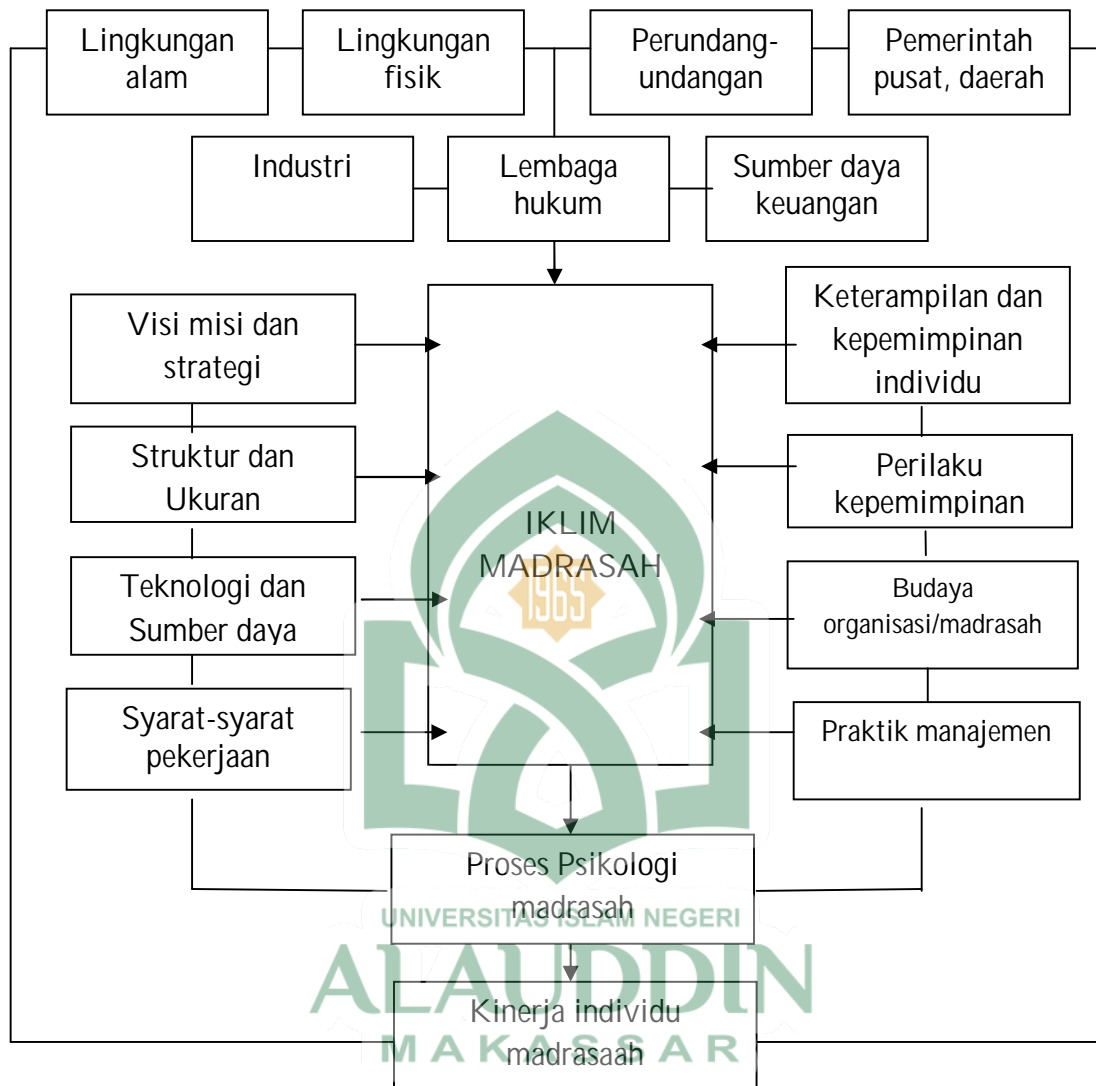 Lingkungan
alam
Lingkungan
fisik
Perundang-
undangan
Pemerintah
pusat, daerah
Industri
Lembaga
hukum
Sumber daya
keuangan
Visi misi dan
strategi
Keterampilan dan
kepemimpinan
individu
Struktur dan
Ukuran
Perilaku
kepemimpinan
IKLIM
MADRASAH
1965
Teknologi dan
Sumber daya
Budaya
organisasi/madrasah
Syarat-syarat
pekerjaan
Praktik manajemen
Proses Psikologi
madrasah
UNIVERSITAS ISLAM NEGERI
ALAUDDIN
Kinerja individu
madrasaah
MAKASSAR